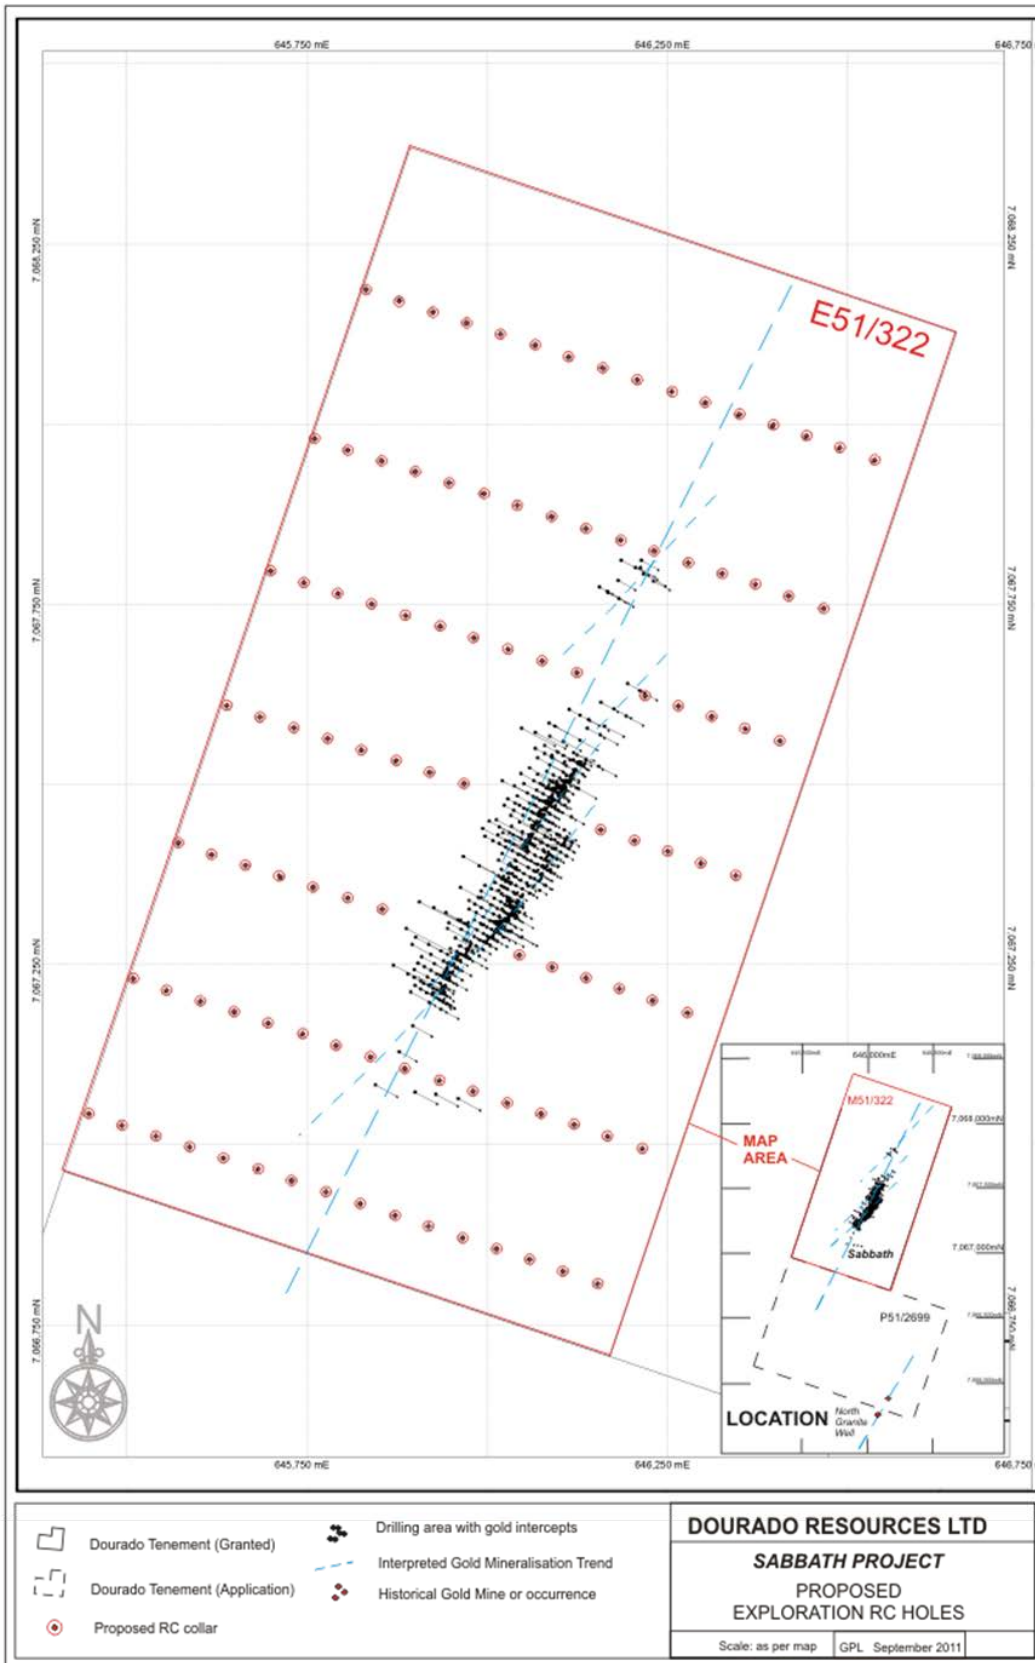 645,750 mE
646,250 mE
646,750
7,068,250 mN
7,068,250 mN
E51/322
7,067,750 mN
7,067,750 mN
7,067,250 mN
7,067,250 mN
646,000mE
M51/322
7,068,000mN
MAP
AREA
7,067,000mN
Sabbath
P51/2699
7,066,750 mN
7,066,750 mN
N
LOCATION
North
Granite
Well
645,750 mE
646,250 mE
646,750
Dourado Tenement (Granted)
Dourado Tenement (Application)
Proposed RC collar
Drilling area with gold intercepts
Interpreted Gold Mineralisation Trend
Historical Gold Mine or occurrence
DOURADO RESOURCES LTD
SABBATH PROJECT
PROPOSED
EXPLORATION RC HOLES
Scale: as per map
GPL September 2011